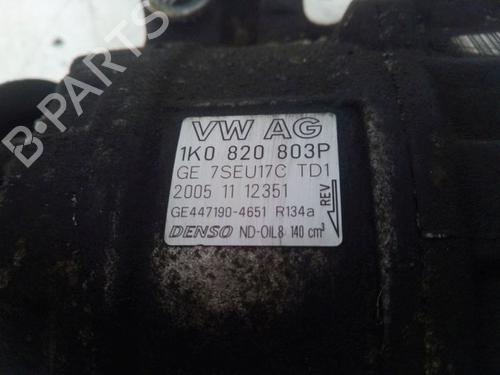 VW AG
1K0 820 803P
GE 7SEU17C TD1
2005 11 12351
GE447190-4651 R134a
DENSO ND-OIL8 140 cm³
REV
B-PARTS